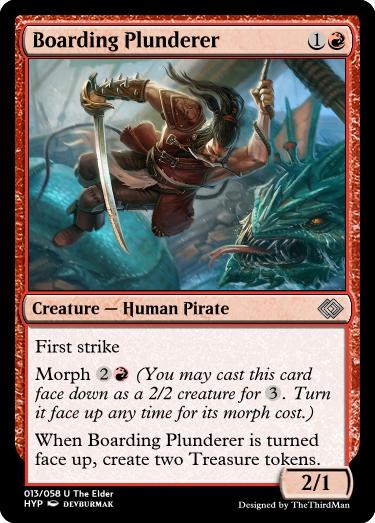 Boarding Plunderer 1
Creature — Human Pirate
First strike
Morph 2 (You may cast this card
face down as a 2/2 creature for 3. Turn
it face up any time for its morph cost.)
When Boarding Plunderer is turned
face up, create two Treasure tokens.
2/1
013/058 U The Elder
HYP DEVBURMAK
Designed by TheThirdMan